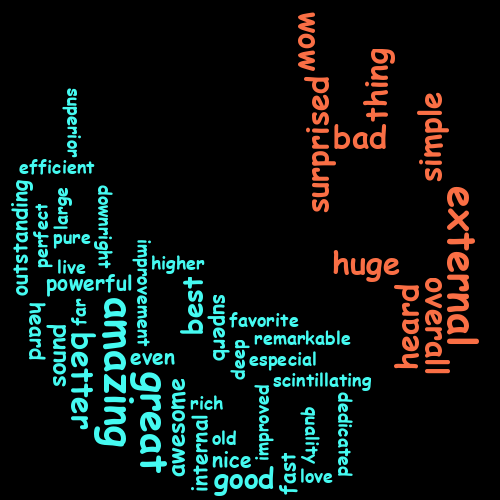 wow
thing
surprised
bad
simple
external
huge
heard
overall
superior
efficient
outstanding
perfect
large
downright
pure
live
improvement
higher
powerful
best
superb
favorite
heard
sound
far
better
amazing
even
deep
remarkable
especial
scintillating
great
awesome
rich
internal
old
nice
good
improved
fast
quality
love
dedicated